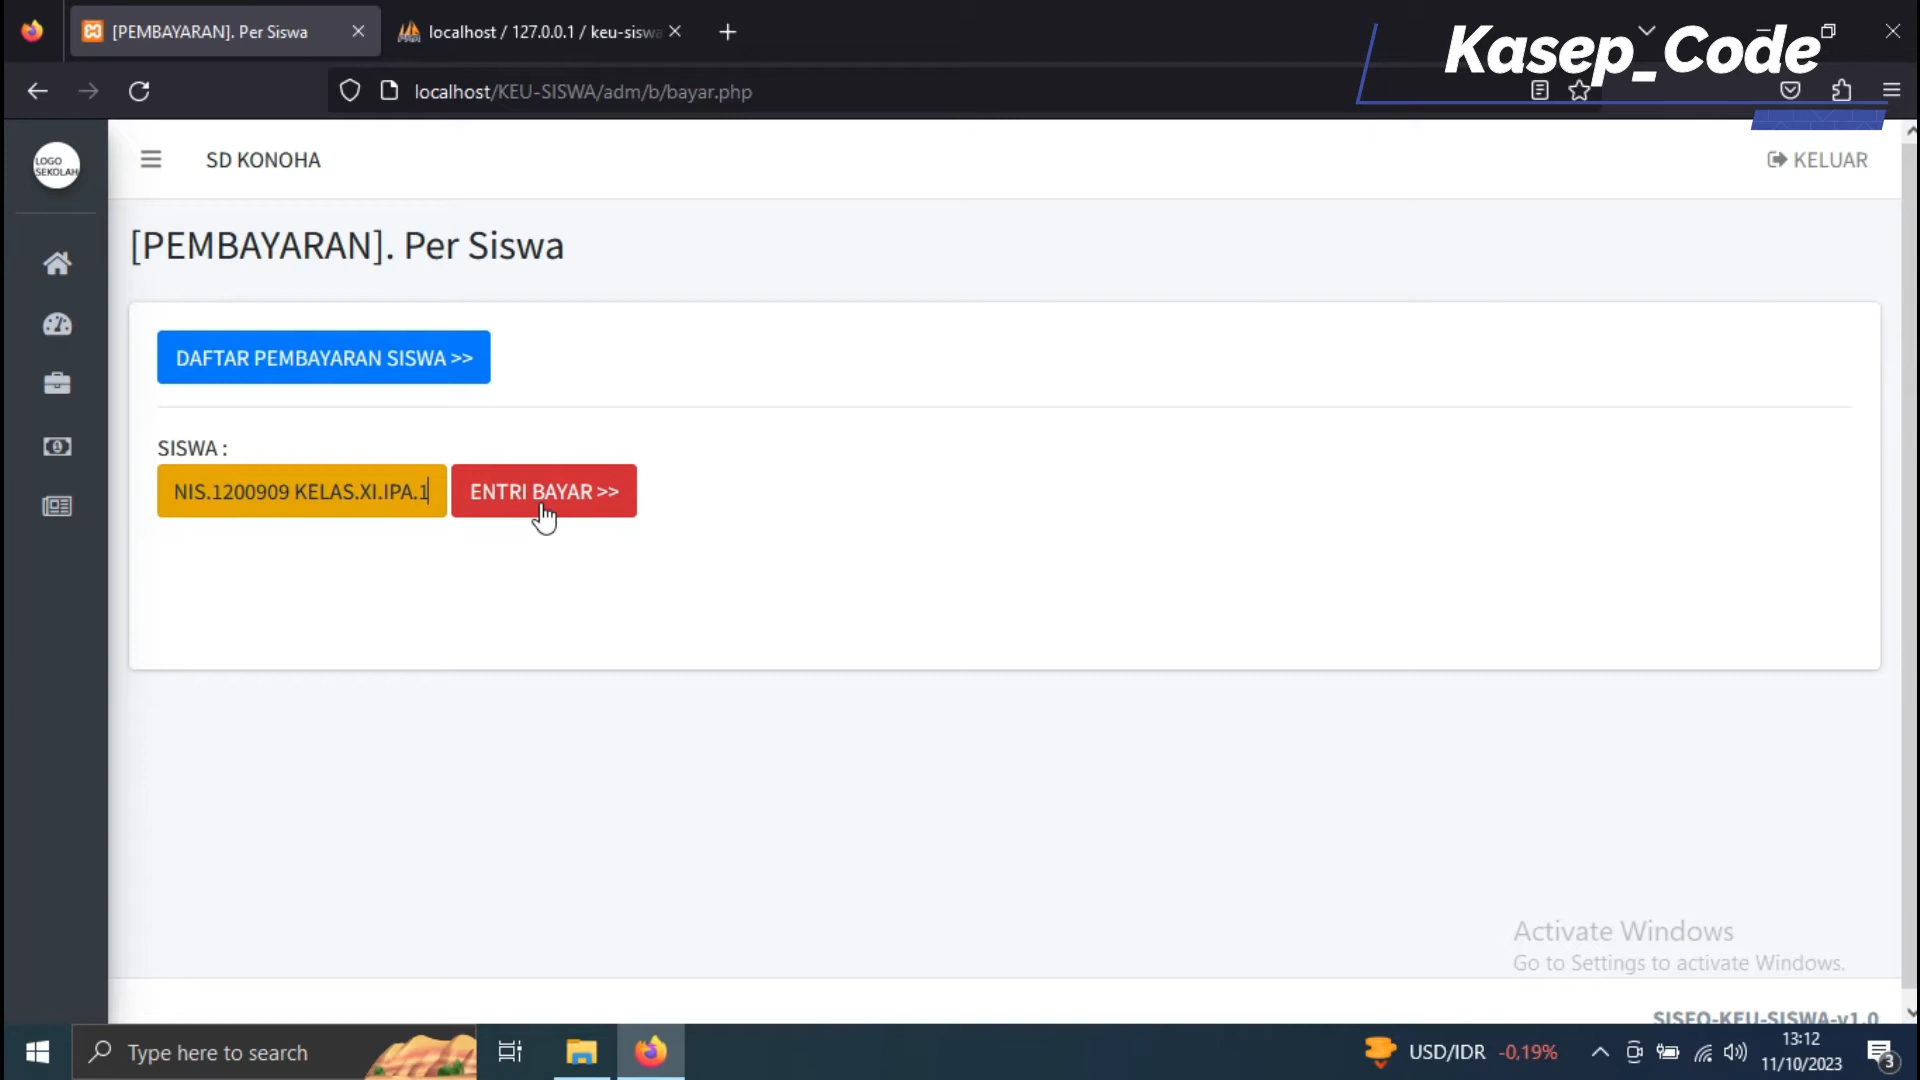 [PEMBAYARAN]. Per Siswa
localhost / 127.0.0.1 / keu-siswa
Kasep_Code
localhost/KEU-SISWA/adm/b/bayar.php
LOGO
SEKOLAH
SD KONOHA
KELUAR
[PEMBAYARAN]. Per Siswa
DAFTAR PEMBAYARAN SISWA >>
SISWA :
NIS.1200909 KELAS.XI.IPA.1
ENTRI BAYAR >>
Activate Windows
Go to Settings to activate Windows.
SISFO-KEU-SISWA-v1.0
Type here to search
USD/IDR -0,19%
13:12
11/10/2023
3